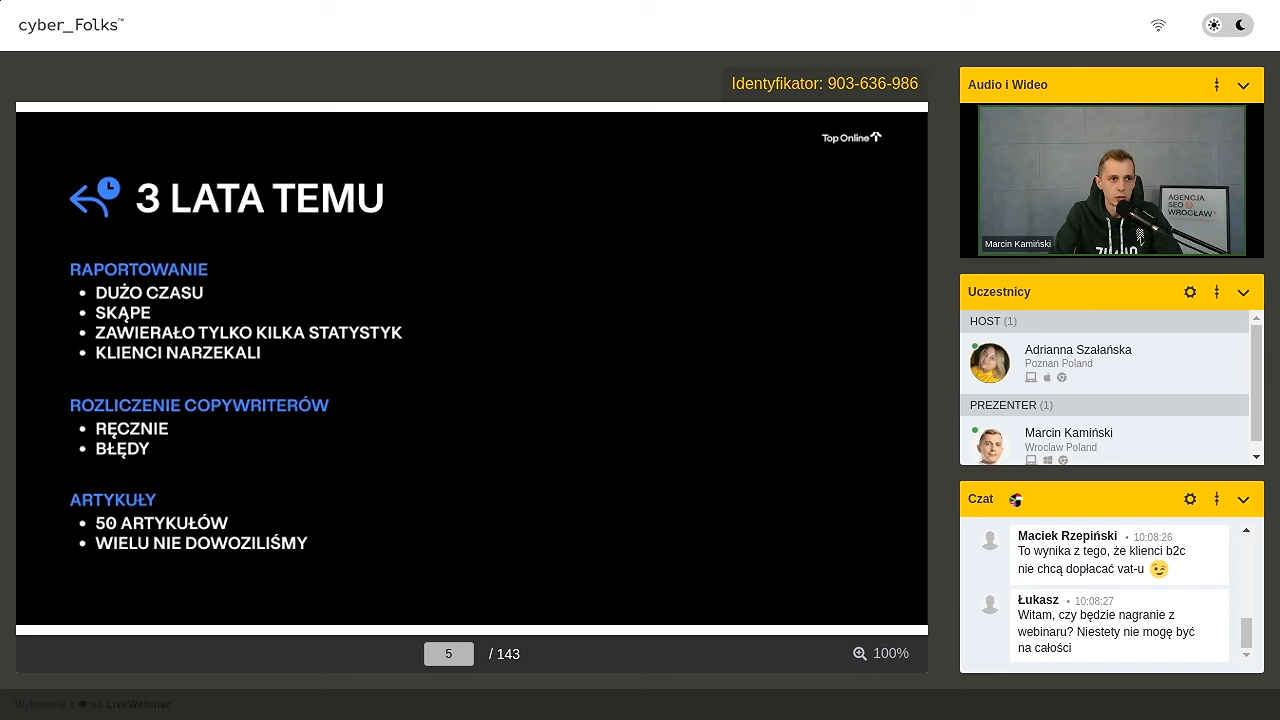 cyber_Folks™
Identyfikator: 903-636-986
Top Online
3 LATA TEMU
RAPORTOWANIE
• DUŻO CZASU
• SKĄPE
• ZAWIERAŁO TYLKO KILKA STATYSTYK
• KLIENCI NARZEKALI
ROZLICZENIE COPYWRITERÓW
• RĘCZNIE
• BŁĘDY
ARTYKUŁY
• 50 ARTYKUŁÓW
• WIELU NIE DOWOZILIŚMY
5 / 143
100%
Audio i Wideo
AGENCJA
SEO
WROCŁAW
Marcin Kamiński
Uczestnicy
HOST (1)
Adrianna Szałańska
Poznan Poland
PREZENTER (1)
Marcin Kamiński
Wroclaw Poland
Czat
Maciek Rzepiński • 10:08:26
To wynika z tego, że klienci b2c
nie chcą dopłacać vat-u 😉
Łukasz • 10:08:27
Witam, czy będzie nagranie z
webinaru? Niestety nie mogę być
na całości
Wykonane z ❤ od LiveWebinar